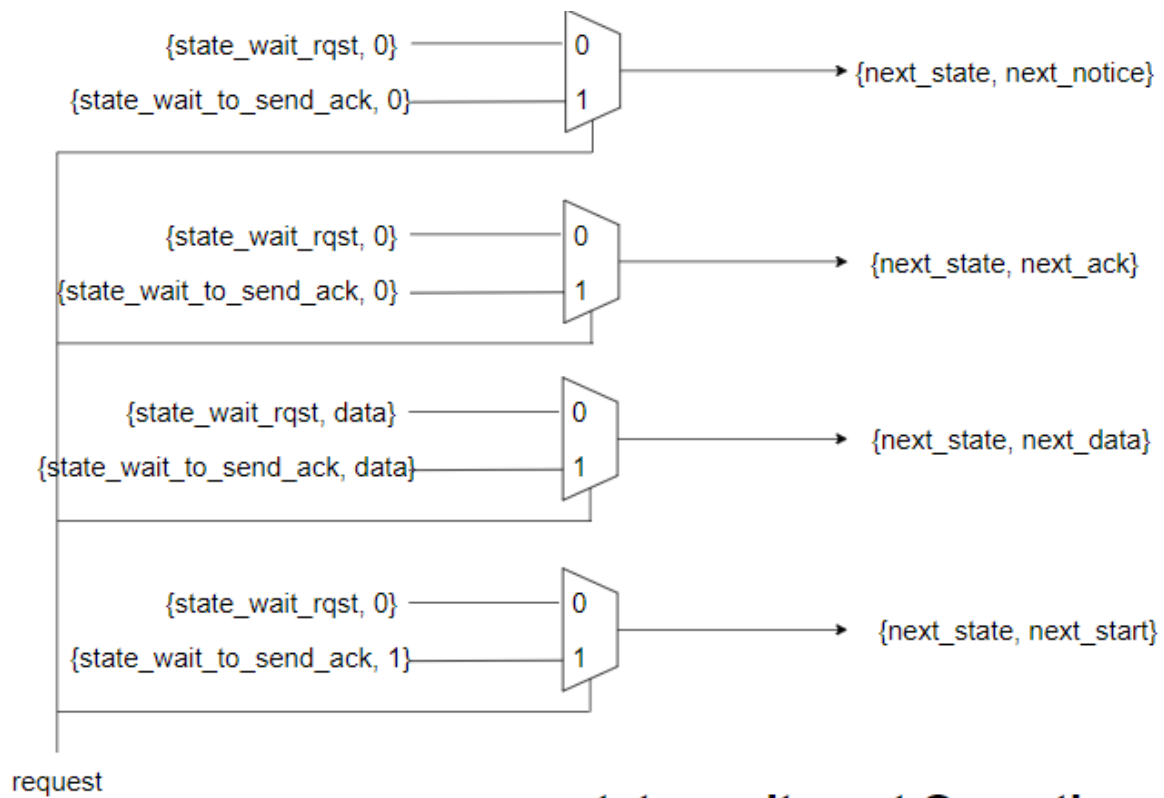 {state_wait_rqst, 0}
0
{state_wait_to_send_ack, 0}
1
{next_state, next_notice}
{state_wait_rqst, 0}
0
{state_wait_to_send_ack, 0}
1
{next_state, next_ack}
{state_wait_rqst, data}
0
{state_wait_to_send_ack, data}
1
{next_state, next_data}
{state_wait_rqst, 0}
0
{state_wait_to_send_ack, 1}
1
{next_state, next_start}
request